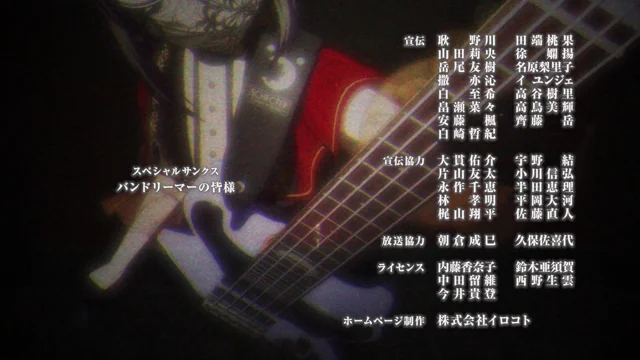 スペシャルサンクス
バンドリーマーの皆様
宣伝 耿 野川 田端桃果
山田莉央 徐 嫺揚
岳尾友樹 名原梨里子
撒 亦沁 イ ユンジェ
白 至希 高谷樹里
畠瀬菜々 高鳥美輝
安藤 楓 齊藤 岳
白崎哲紀
宣伝協力 大貫佑介 宇野 結
片山友太 小川信弘
永作千恵 半田恵理
林 孝明 平岡大河
梶山翔平 佐藤直人
放送協力 朝倉成巳 久保佐喜代
ライセンス 内藤香奈子 鈴木亜須賀
中田留維 西野生雲
今井貴登
ホームページ制作 株式会社イロコト